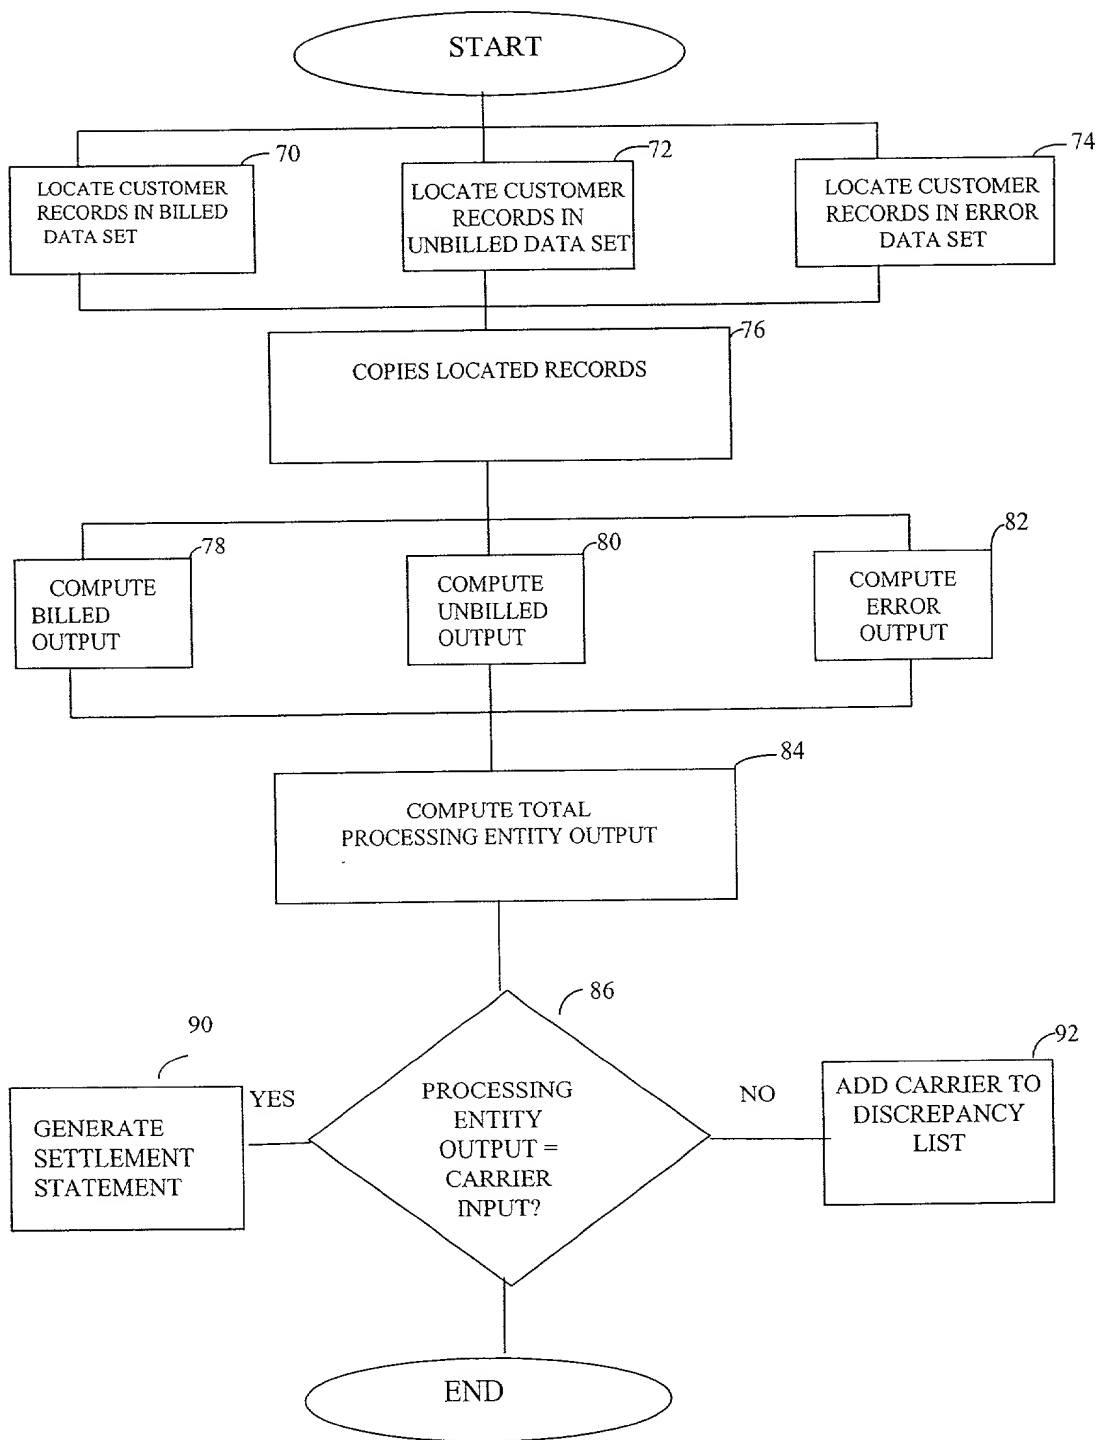 START
70
72
74
LOCATE CUSTOMER
RECORDS IN BILLED
DATA SET
LOCATE CUSTOMER
RECORDS IN
UNBILLED DATA SET
LOCATE CUSTOMER
RECORDS IN ERROR
DATA SET
76
COPIES LOCATED RECORDS
78
80
82
COMPUTE
BILLED
OUTPUT
COMPUTE
UNBILLED
OUTPUT
COMPUTE
ERROR
OUTPUT
84
COMPUTE TOTAL
PROCESSING ENTITY OUTPUT
86
90
92
YES
NO
GENERATE
SETTLEMENT
STATEMENT
PROCESSING
ENTITY
OUTPUT =
CARRIER
INPUT?
ADD CARRIER TO
DISCREPANCY
LIST
END